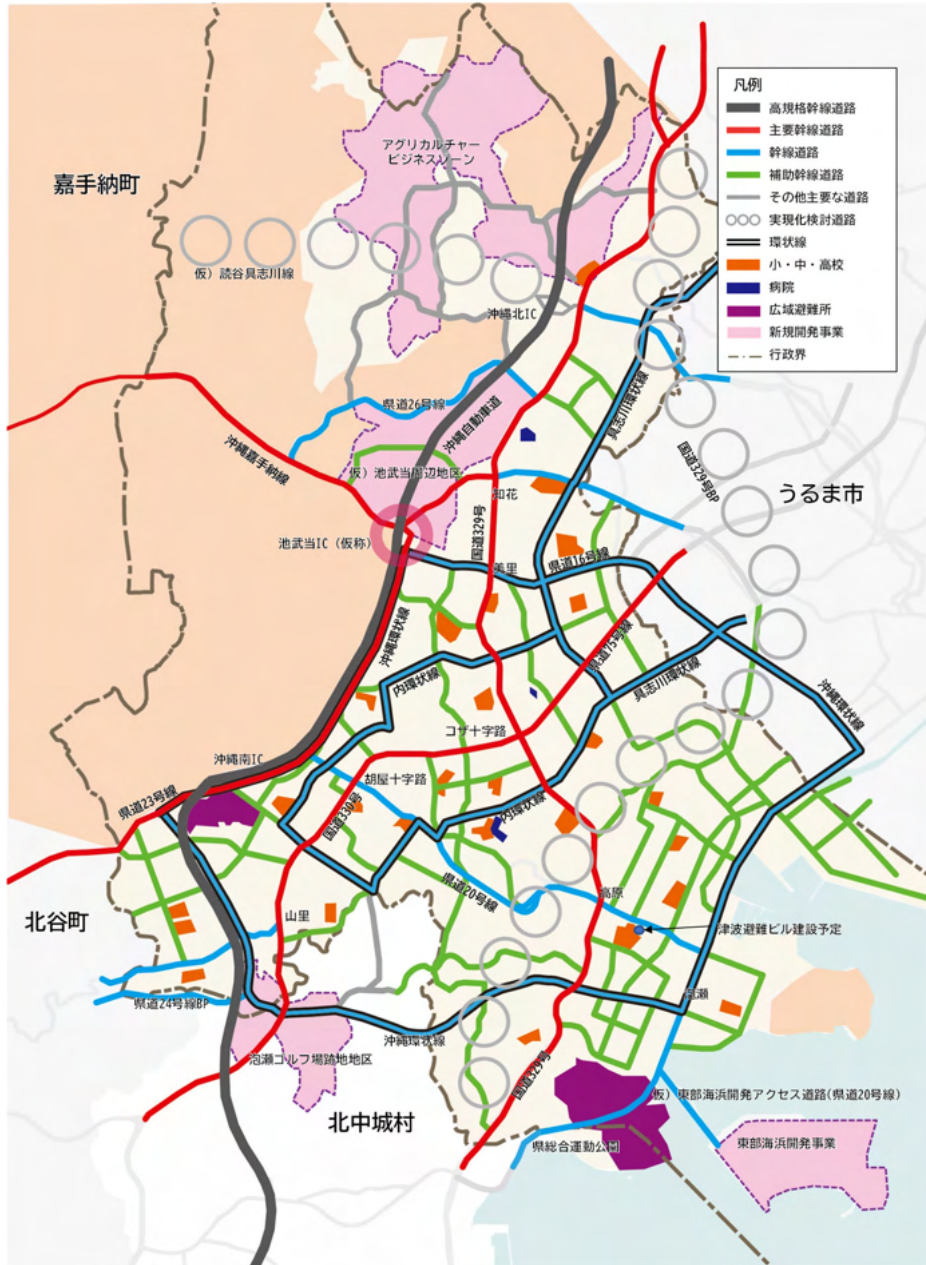 凡例
高規格幹線道路
主要幹線道路
幹線道路
補助幹線道路
その他主要な道路
実現化検討道路
環状線
小・中・高校
病院
広域避難所
新規開発事業
行政界
アグリカルチャー
ビジネスゾーン
嘉手納町
仮）読谷具志川線
沖縄北IC
県道26号線
沖縄自動車道
具志川環状線
沖縄嘉手納線
仮）池武当周辺地区
知花
国道329号BP
うるま市
池武当IC（仮称）
国道329号
美里
県道16号線
沖縄環状線
内環状線
県道75号線
具志川環状線
沖縄環状線
コザ十字路
沖縄南IC
胡屋十字路
県道23号線
国道330号
内環状線
県道20号線
高原
北谷町
山里
津波避難ビル建設予定
県道24号線BP
泡瀬
沖縄環状線
泡瀬ゴルフ場跡地地区
国道329号
北中城村
仮）東部海浜開発アクセス道路(県道20号線)
県総合運動公園
東部海浜開発事業